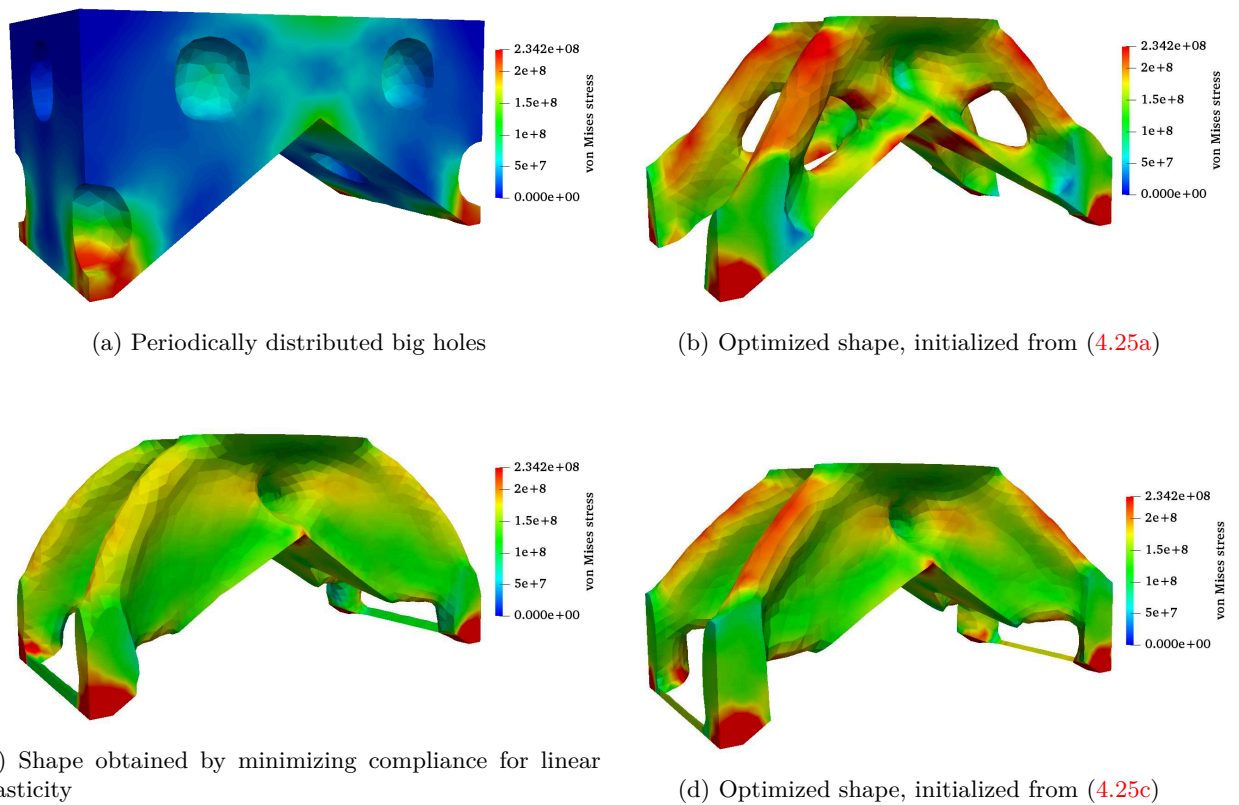 2.342e+08
2e+8
1.5e+8
1e+8
5e+7
0.000e+00
von Mises stress
2.342e+08
2e+8
1.5e+8
1e+8
5e+7
0.000e+00
von Mises stress
(a) Periodically distributed big holes
(b) Optimized shape, initialized from (4.25a)
2.342e+08
2e+8
1.5e+8
1e+8
5e+7
0.000e+00
von Mises stress
2.342e+08
2e+8
1.5e+8
1e+8
5e+7
0.000e+00
von Mises stress
) Shape obtained by minimizing compliance for linear
asticity
(d) Optimized shape, initialized from (4.25c)